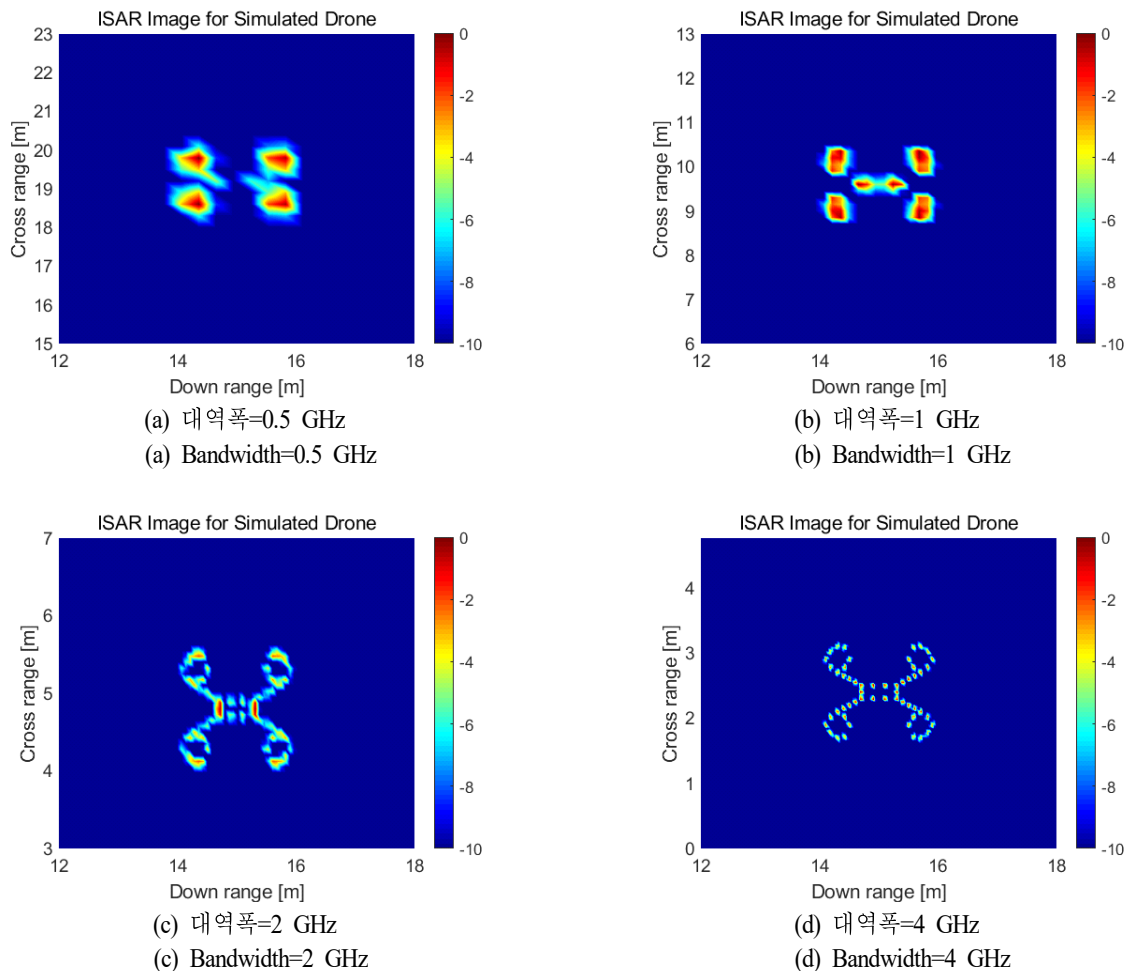 ISAR Image for Simulated Drone
23
22
21
20
19
18
17
16
15
Cross range [m]
12 14 16 18
Down range [m]
0
-2
-4
-6
-8
-10
(a) 대역폭=0.5 GHz
(a) Bandwidth=0.5 GHz
ISAR Image for Simulated Drone
13
12
11
10
9
8
7
6
Cross range [m]
12 14 16 18
Down range [m]
0
-2
-4
-6
-8
-10
(b) 대역폭=1 GHz
(b) Bandwidth=1 GHz
ISAR Image for Simulated Drone
7
6
5
4
3
Cross range [m]
12 14 16 18
Down range [m]
0
-2
-4
-6
-8
-10
(c) 대역폭=2 GHz
(c) Bandwidth=2 GHz
ISAR Image for Simulated Drone
4
3
2
1
0
Cross range [m]
12 14 16 18
Down range [m]
0
-2
-4
-6
-8
-10
(d) 대역폭=4 GHz
(d) Bandwidth=4 GHz